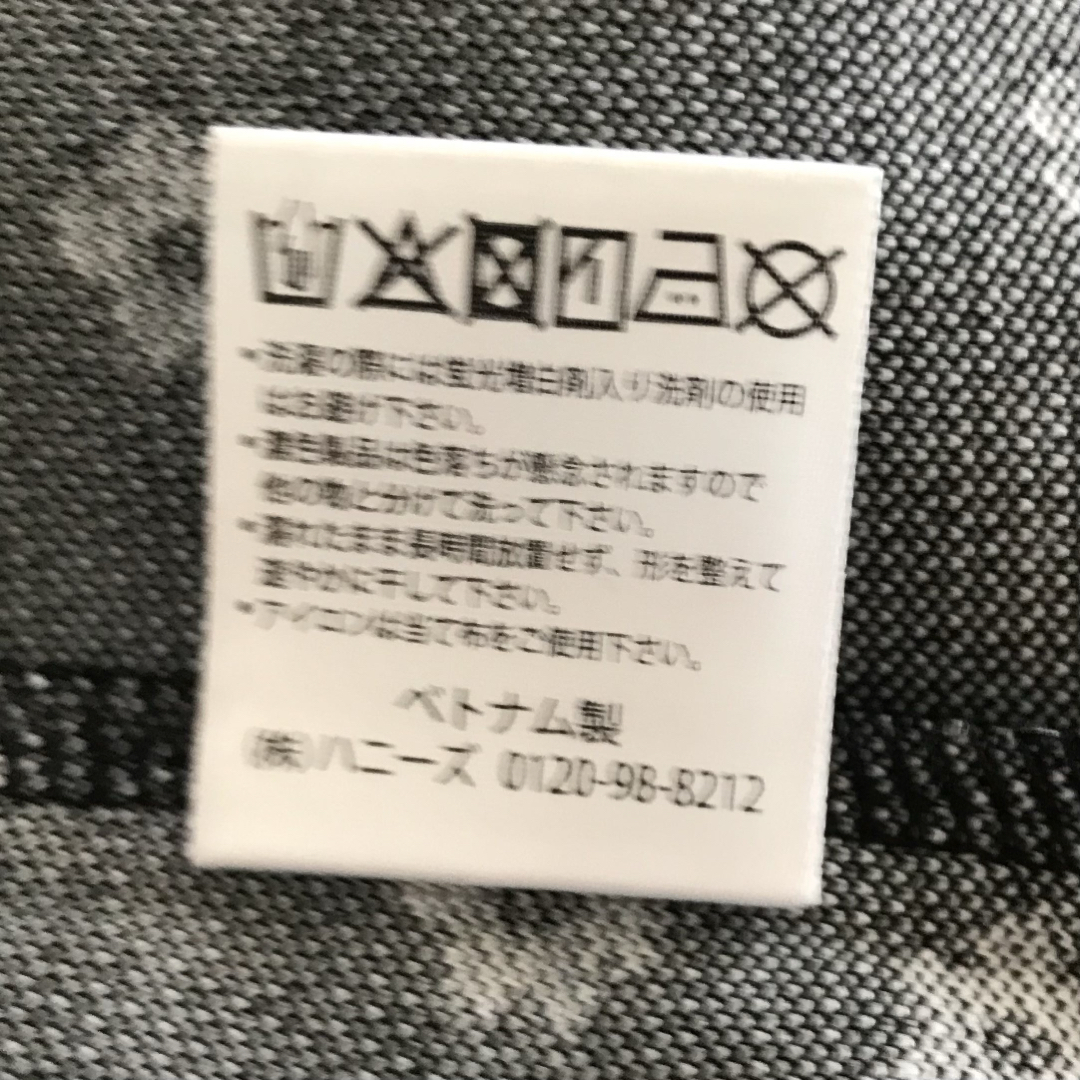 ・洗濯の際には蛍光増白剤入り洗剤の使用
はお避け下さい。
・濃色製品は色落ちが懸念されますので
他の物と分けて洗って下さい。
・濡れたまま長時間放置せず、形を整えて
速やかに干して下さい。
・アイロンは当て布をご使用下さい。
ベトナム製
(株)ハニーズ 0120-98-8212